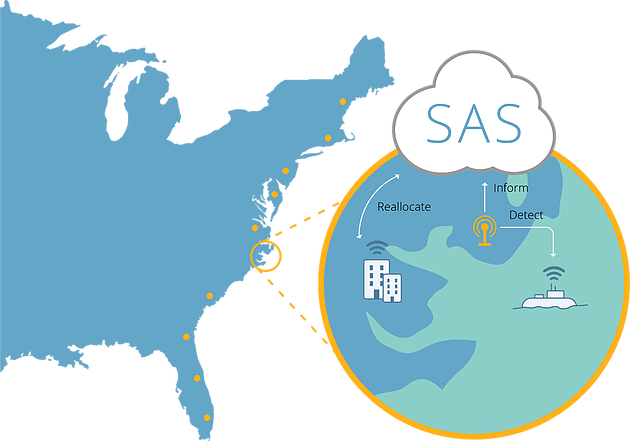 SAS
Inform
Reallocate
Detect